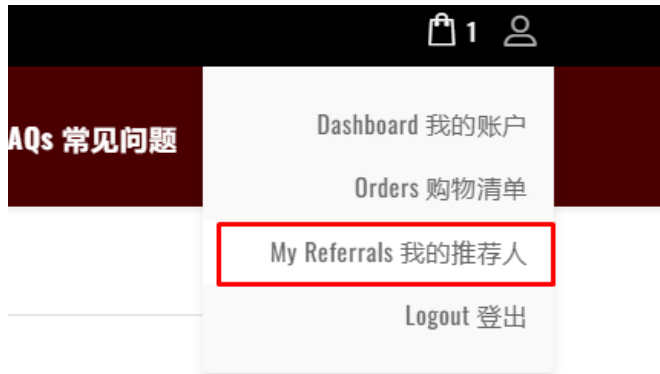 1
AQs 常见问题
Dashboard 我的账户
Orders 购物清单
My Referrals 我的推荐人
Logout 登出